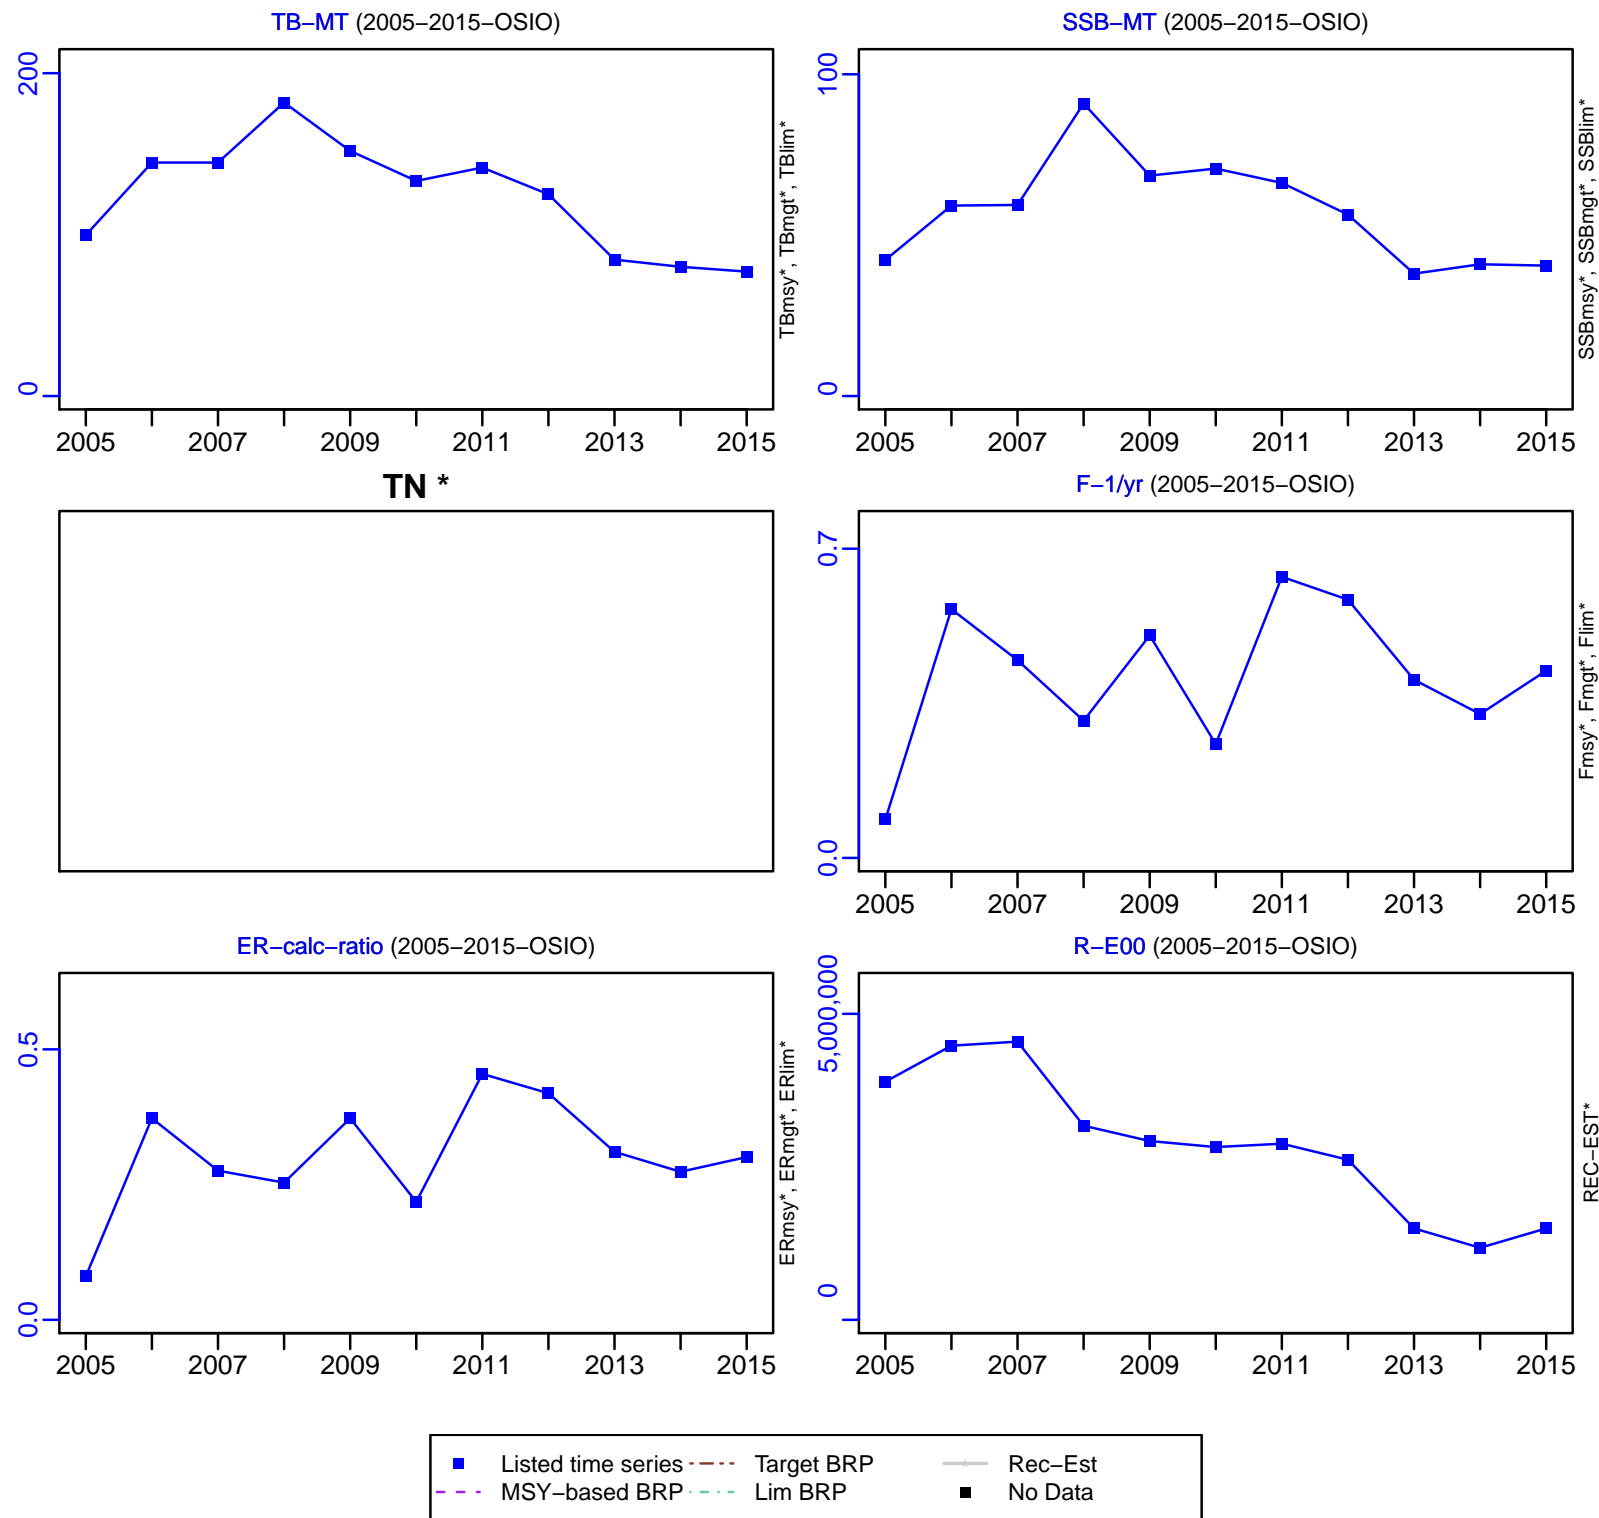 TB−MT (2005−2015−OSIO)
200
0
2005 2007 2009 2011 2013 2015
TBmsy*, TBmgt*, TBlim*
SSB−MT (2005−2015−OSIO)
100
0
2005 2007 2009 2011 2013 2015
SSBmsy*, SSBmgt*, SSBlim*
TN *
F−1/yr (2005−2015−OSIO)
0.7
0.0
2005 2007 2009 2011 2013 2015
Fmsy*, Fmgt*, Flim*
ER−calc−ratio (2005−2015−OSIO)
0.5
0.0
2005 2007 2009 2011 2013 2015
ERmsy*, ERmgt*, ERlim*
R−E00 (2005−2015−OSIO)
5,000,000
0
2005 2007 2009 2011 2013 2015
REC−EST*
Listed time series Target BRP Rec−Est
MSY−based BRP Lim BRP No Data